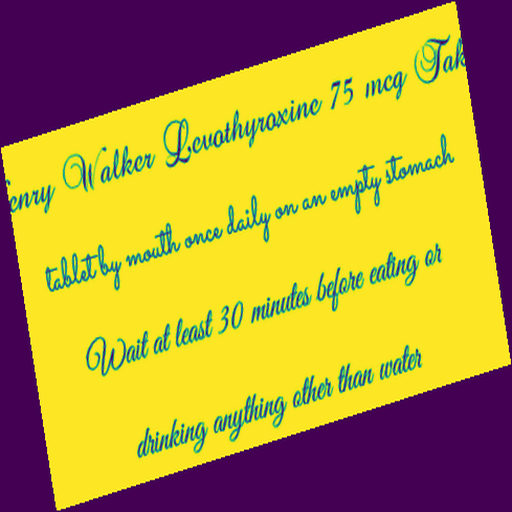 Walker Levothyroxine 75 mcg
tablet by mouth once daily on an empty stomach
Wait at least 30 minutes before eating or
drinking anything other than water